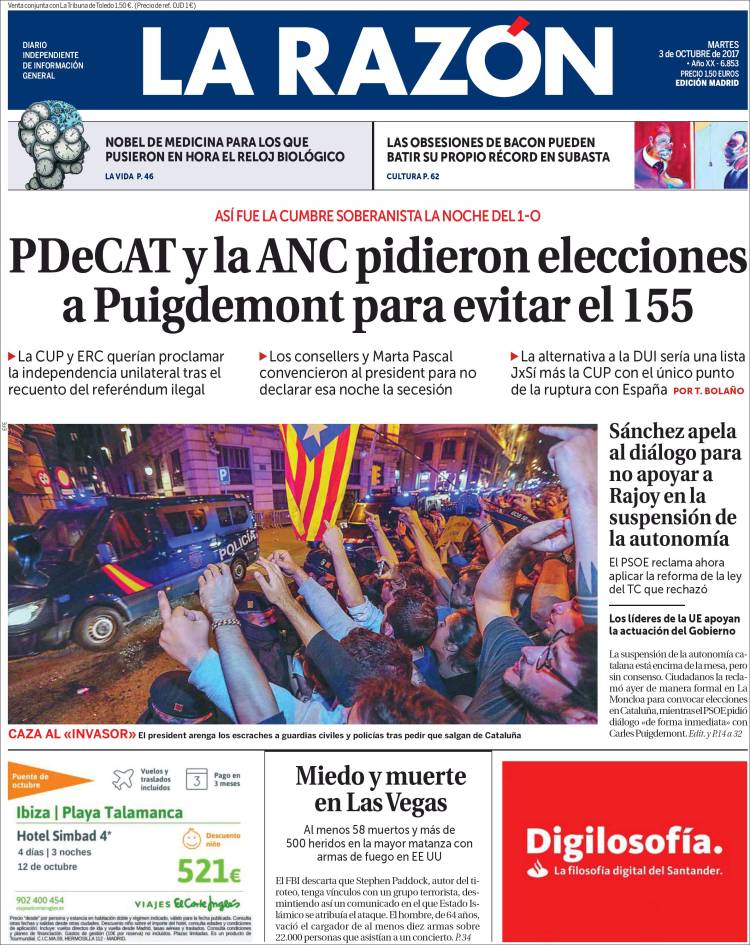 Venta conjunta con La Tribuna de Toledo 1,50 €. (Precio de ref. OJD 1 €)
DIARIO
INDEPENDIENTE
DE INFORMACIÓN
GENERAL
LA RAZÓN
MARTES
3 de OCTUBRE de 2017
• Año XX - 6.853
PRECIO 1,50 EUROS
EDICIÓN MADRID
NOBEL DE MEDICINA PARA LOS QUE
PUSIERON EN HORA EL RELOJ BIOLÓGICO
LA VIDA P. 46
LAS OBSESIONES DE BACON PUEDEN
BATIR SU PROPIO RÉCORD EN SUBASTA
CULTURA P. 62
ASÍ FUE LA CUMBRE SOBERANISTA LA NOCHE DEL 1-O
PDeCAT y la ANC pidieron elecciones
a Puigdemont para evitar el 155
La CUP y ERC querían proclamar
la independencia unilateral tras el
recuento del referéndum ilegal
Los consellers y Marta Pascal
convencieron al president para no
declarar esa noche la secesión
La alternativa a la DUI sería una lista
JxSí más la CUP con el único punto
de la ruptura con España POR T. BOLAÑO
EFE
POLICÍA
CAZA AL «INVASOR» El president arenga los escraches a guardias civiles y policías tras pedir que salgan de Cataluña
Sánchez apela
al diálogo para
no apoyar a
Rajoy en la
suspensión de
la autonomía
El PSOE reclama ahora
aplicar la reforma de la ley
del TC que rechazó
Los líderes de la UE apoyan
la actuación del Gobierno
La suspensión de la autonomía ca-
talana está encima de la mesa, pero
sin consenso. Ciudadanos la recla-
mó ayer de manera formal en La
Moncloa para convocar elecciones
en Cataluña, mientras el PSOE pidió
diálogo «de forma inmediata» con
Carles Puigdemont. Edit. y P.14 a 32
Puente de
octubre
Vuelos y
traslados
incluidos
3
Pago en
3 meses
Ibiza | Playa Talamanca
Hotel Simbad 4*
4 días | 3 noches
12 de octubre
Descuento
niño
521€
902 400 454
viajeselcorteingles.es
VIAJES El Corte Inglés
Miedo y muerte
en Las Vegas
Al menos 58 muertos y más de
500 heridos en la mayor matanza con
armas de fuego en EE UU
El FBI descarta que Stephen Paddock, autor del ti-
roteo, tenga vínculos con un grupo terrorista, des-
mintiendo así un comunicado en el que Estado Is-
lámico se atribuía el ataque. El hombre, de 64 años,
vació el cargador de al menos diez armas sobre
22.000 personas que asistían a un concierto. P. 34
Digilosofía.
La filosofía digital del Santander.